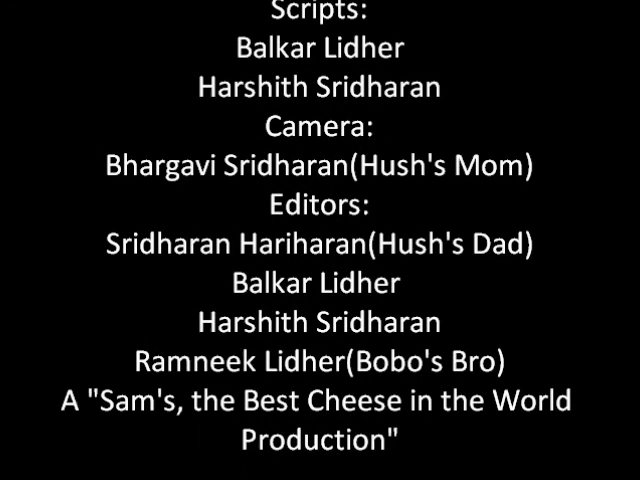 Scripts:
Balkar Lidher
Harshith Sridharan
Camera:
Bhargavi Sridharan(Hush's Mom)
Editors:
Sridharan Hariharan(Hush's Dad)
Balkar Lidher
Harshith Sridharan
Ramneek Lidher(Bobo's Bro)
A "Sam's, the Best Cheese in the World
Production"